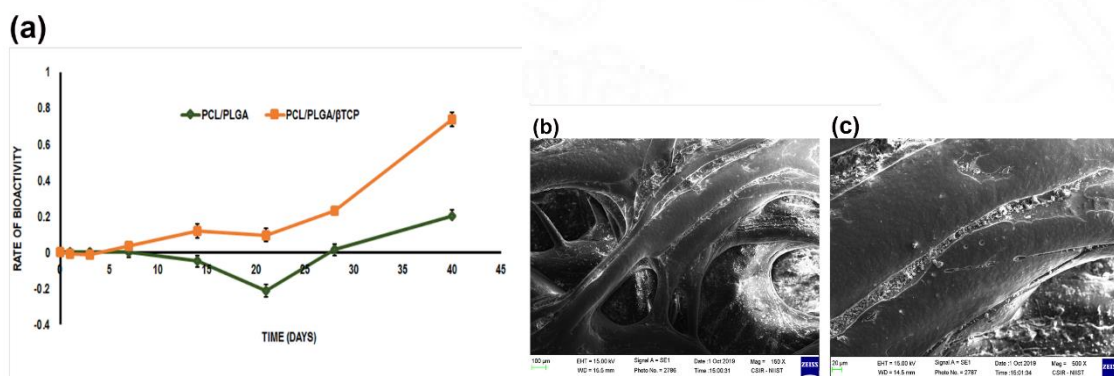 (a)
1
0.8
0.6
0.4
0.2
0
-0.2
-0.4
0 5 10 15 20 25 30 35 40 45
RATE OF BIOACTIVITY
TIME (DAYS)
PCL/PLGA
PCL/PLGA/βTCP
(b)
100 µm
EHT = 15.00 kV
Signal A = SE1
Date :1 Oct 2019
Mag = 150 X
WD = 15.5 mm
Photo No. = 2786
Time :15:00:31
CSIR - NIIST
ZEISS
(c)
20 µm
EHT = 15.00 kV
Signal A = SE1
Date :1 Oct 2019
Mag = 500 X
WD = 14.5 mm
Photo No. = 2787
Time :15:01:34
CSIR - NIIST
ZEISS